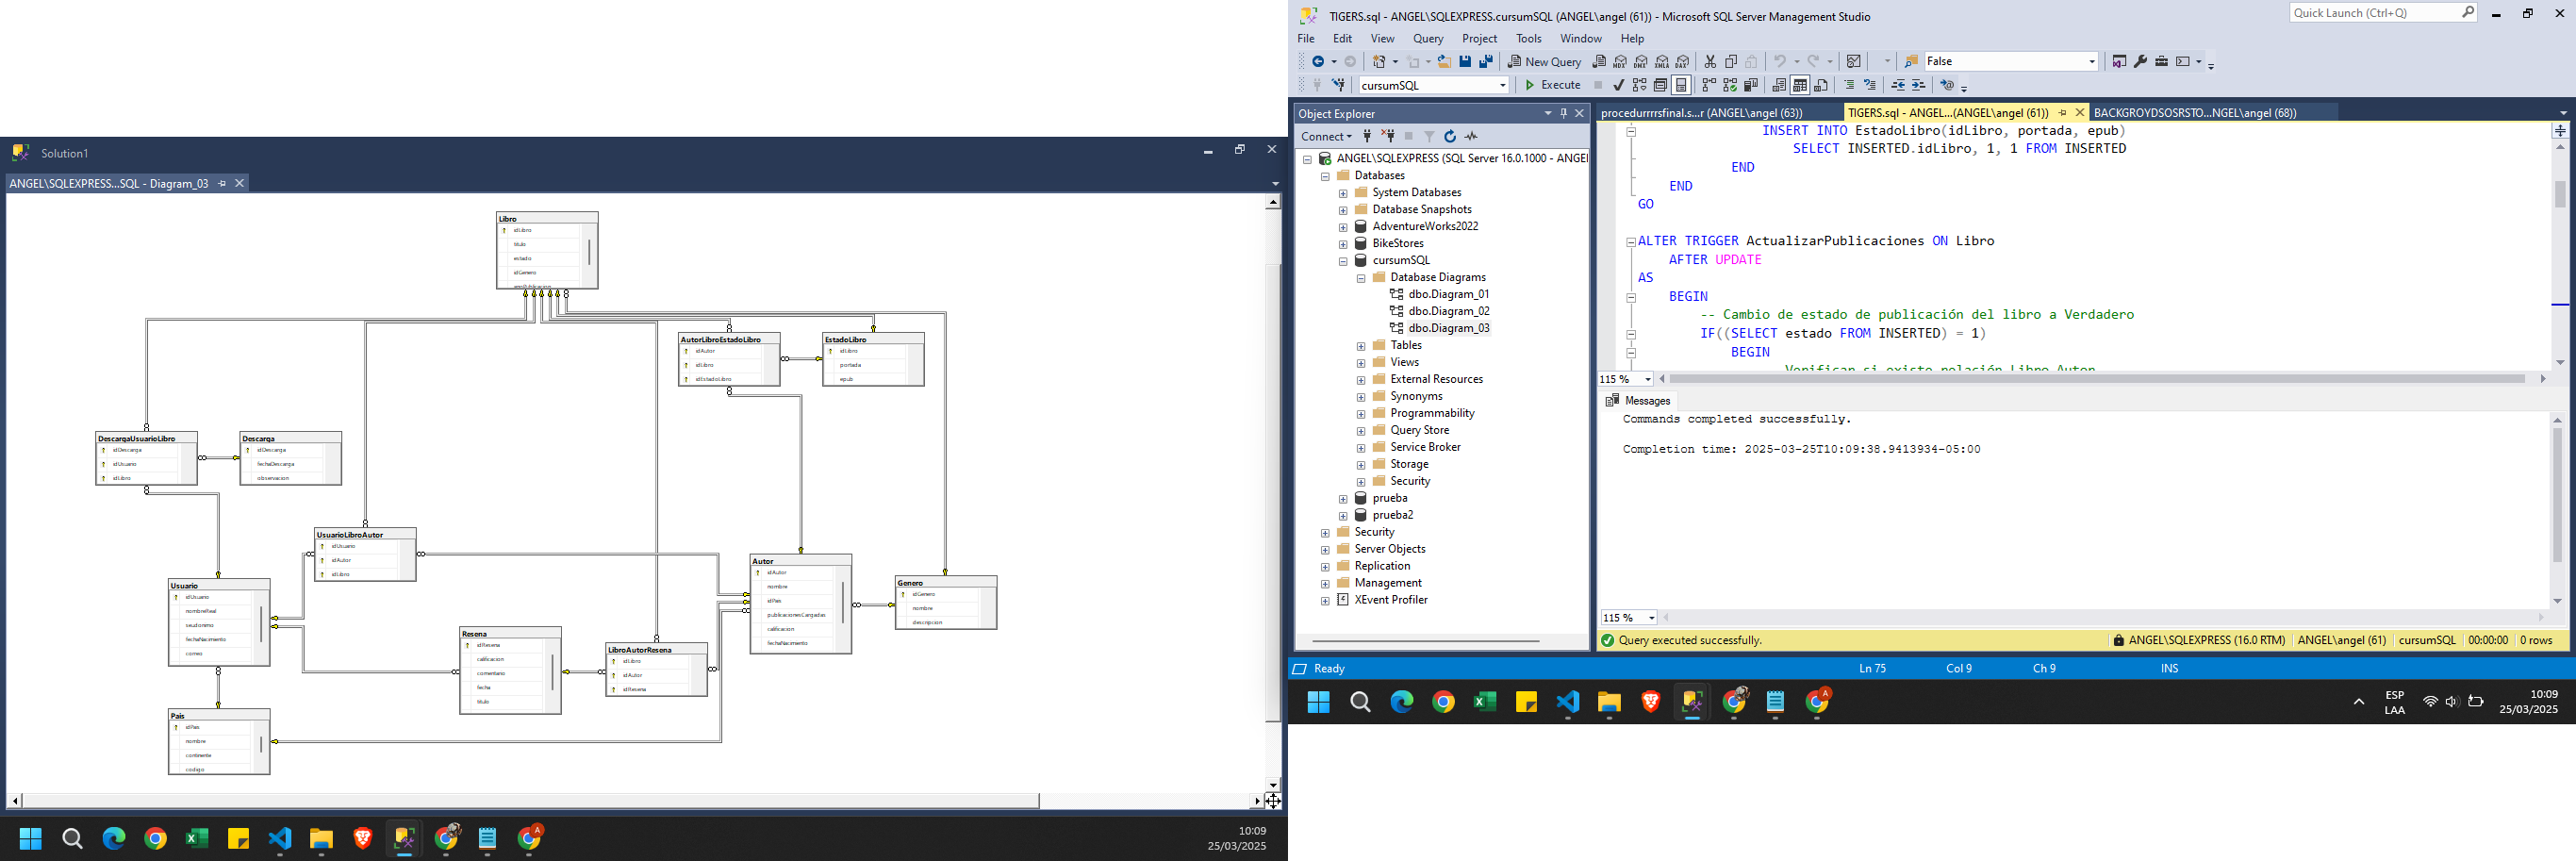 Solution1
ANGEL\SQLEXPRESS...SQL - Diagram_03
Libro
idLibro
titulo
estado
idGenero
AutorLibroEstadoLibro
idAutor
idLibro
idEstadoLibro
EstadoLibro
idLibro
portada
epub
DescargaUsuarioLibro
idDescarga
idUsuario
idLibro
Descarga
idDescarga
fechaDescarga
observacion
UsuarioLibroAutor
idUsuario
idAutor
idLibro
Usuario
idUsuario
nombreReal
seudonimo
fechaNacimiento
correo
Autor
idAutor
nombre
idPais
publicacionesCargadas
calificacion
fechaNacimiento
Genero
idGenero
nombre
descripcion
Resena
idResena
calificacion
comentario
fecha
titulo
LibroAutorResena
idLibro
idAutor
idResena
Pais
idPais
nombre
continente
codigo
10:09
25/03/2025
TIGERS.sql - ANGEL\SQLEXPRESS.cursumSQL (ANGEL\angel (61)) - Microsoft SQL Server Management Studio
Quick Launch (Ctrl+Q)
File Edit View Query Project Tools Window Help
New Query
False
cursumSQL
Execute
Object Explorer
Connect
ANGEL\SQLEXPRESS (SQL Server 16.0.1000 - ANGEL
Databases
System Databases
Database Snapshots
AdventureWorks2022
BikeStores
cursumSQL
Database Diagrams
dbo.Diagram_01
dbo.Diagram_02
dbo.Diagram_03
Tables
Views
External Resources
Synonyms
Programmability
Query Store
Service Broker
Storage
Security
prueba
prueba2
Security
Server Objects
Replication
Management
XEvent Profiler
procedurrrrsfinal.s...r (ANGEL\angel (63))
TIGERS.sql - ANGEL...(ANGEL\angel (61))
BACKGROYDSOSRSTO...NGEL\angel (68))
INSERT INTO EstadoLibro(idLibro, portada, epub)
SELECT INSERTED.idLibro, 1, 1 FROM INSERTED
END
END
GO
ALTER TRIGGER ActualizarPublicaciones ON Libro
AFTER UPDATE
AS
BEGIN
-- Cambio de estado de publicación del libro a Verdadero
IF((SELECT estado FROM INSERTED) = 1)
BEGIN
Verificar si existe relación Libro Autor
115 %
Messages
Commands completed successfully.
Completion time: 2025-03-25T10:09:38.9413934-05:00
115 %
Query executed successfully.
ANGEL\SQLEXPRESS (16.0 RTM) ANGEL\angel (61) cursumSQL 00:00:00 0 rows
Ready
Ln 75
Col 9
Ch 9
INS
ESP
LAA
10:09
25/03/2025